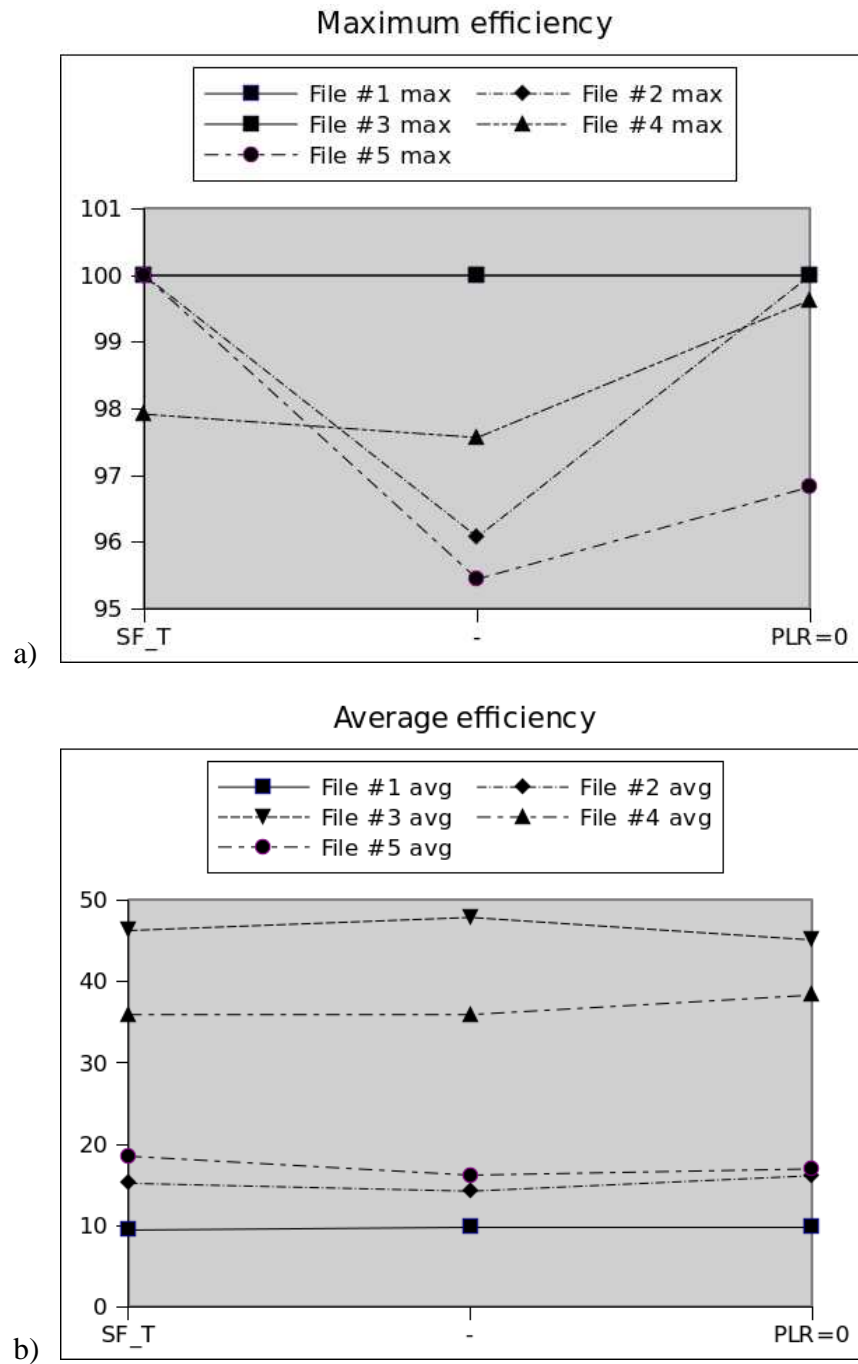 Maximum efficiency
File #1 max
File #2 max
File #3 max
File #4 max
File #5 max
101
100
99
98
97
96
95
SF_T
-
PLR=0
a)
Average efficiency
File #1 avg
File #2 avg
File #3 avg
File #4 avg
File #5 avg
50
40
30
20
10
0
SF_T
-
PLR=0
b)